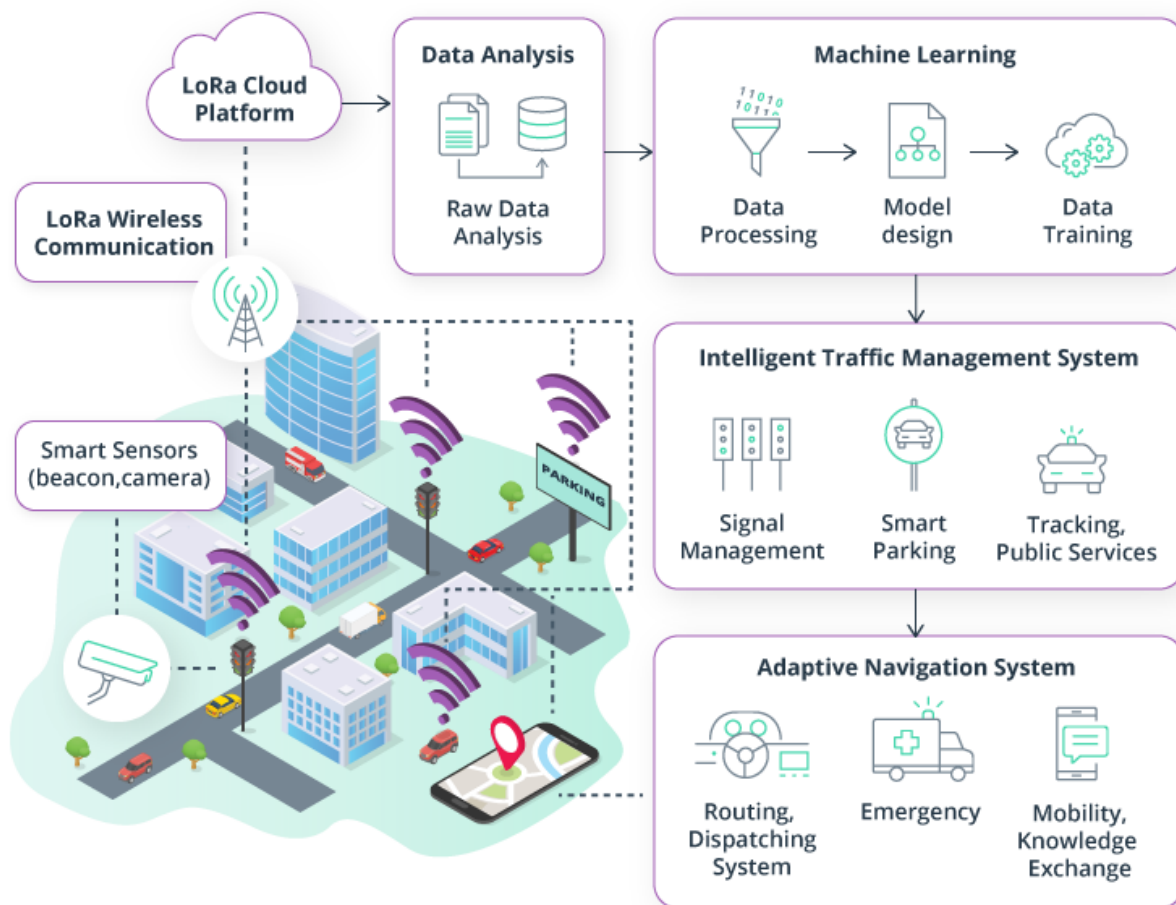 LoRa Cloud
Platform
Data Analysis
Raw Data
Analysis
Machine Learning
11010
1011
Data
Processing
Model
design
Data
Training
LoRa Wireless
Communication
Smart Sensors
(beacon,camera)
PARKING
Intelligent Traffic Management System
Signal
Management
Smart
Parking
Tracking,
Public Services
Adaptive Navigation System
Routing,
Dispatching
System
Emergency
Mobility,
Knowledge
Exchange